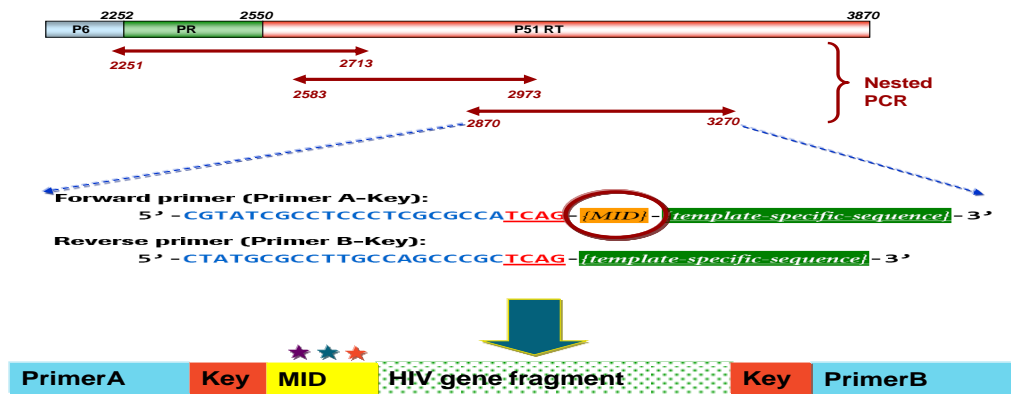 2252 2550 3870
P6 PR P51 RT
2251 2713
2583 2973
2870 3270
Nested
PCR
Forward primer (Primer A-Key):
5’-CGTATCGCCTCCCTCGCGCCATCAG-{MID}-{template-specific-sequence}-3’
Reverse primer (Primer B-Key):
5’-CTATGCGCCTTGCCAGCCCGCTCAG-{template-specific-sequence}-3’
PrimerA Key MID HIV gene fragment Key PrimerB